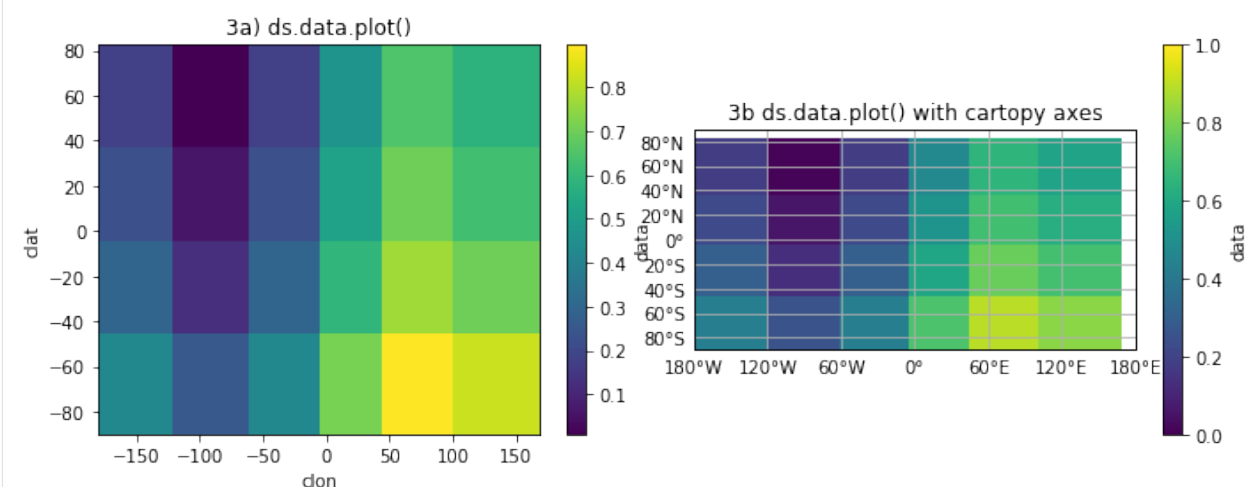 3a) ds.data.plot()
80
60
40
20
0
−20
−40
−60
−80
clat
−150 −100 −50 0 50 100 150
clon
0.8
0.7
0.6
0.5
0.4
0.3
0.2
0.1
data
3b ds.data.plot() with cartopy axes
80°N
60°N
40°N
20°N
0°
20°S
40°S
60°S
80°S
180°W 120°W 60°W 0° 60°E 120°E 180°E
1.0
0.8
0.6
0.4
0.2
0.0
data